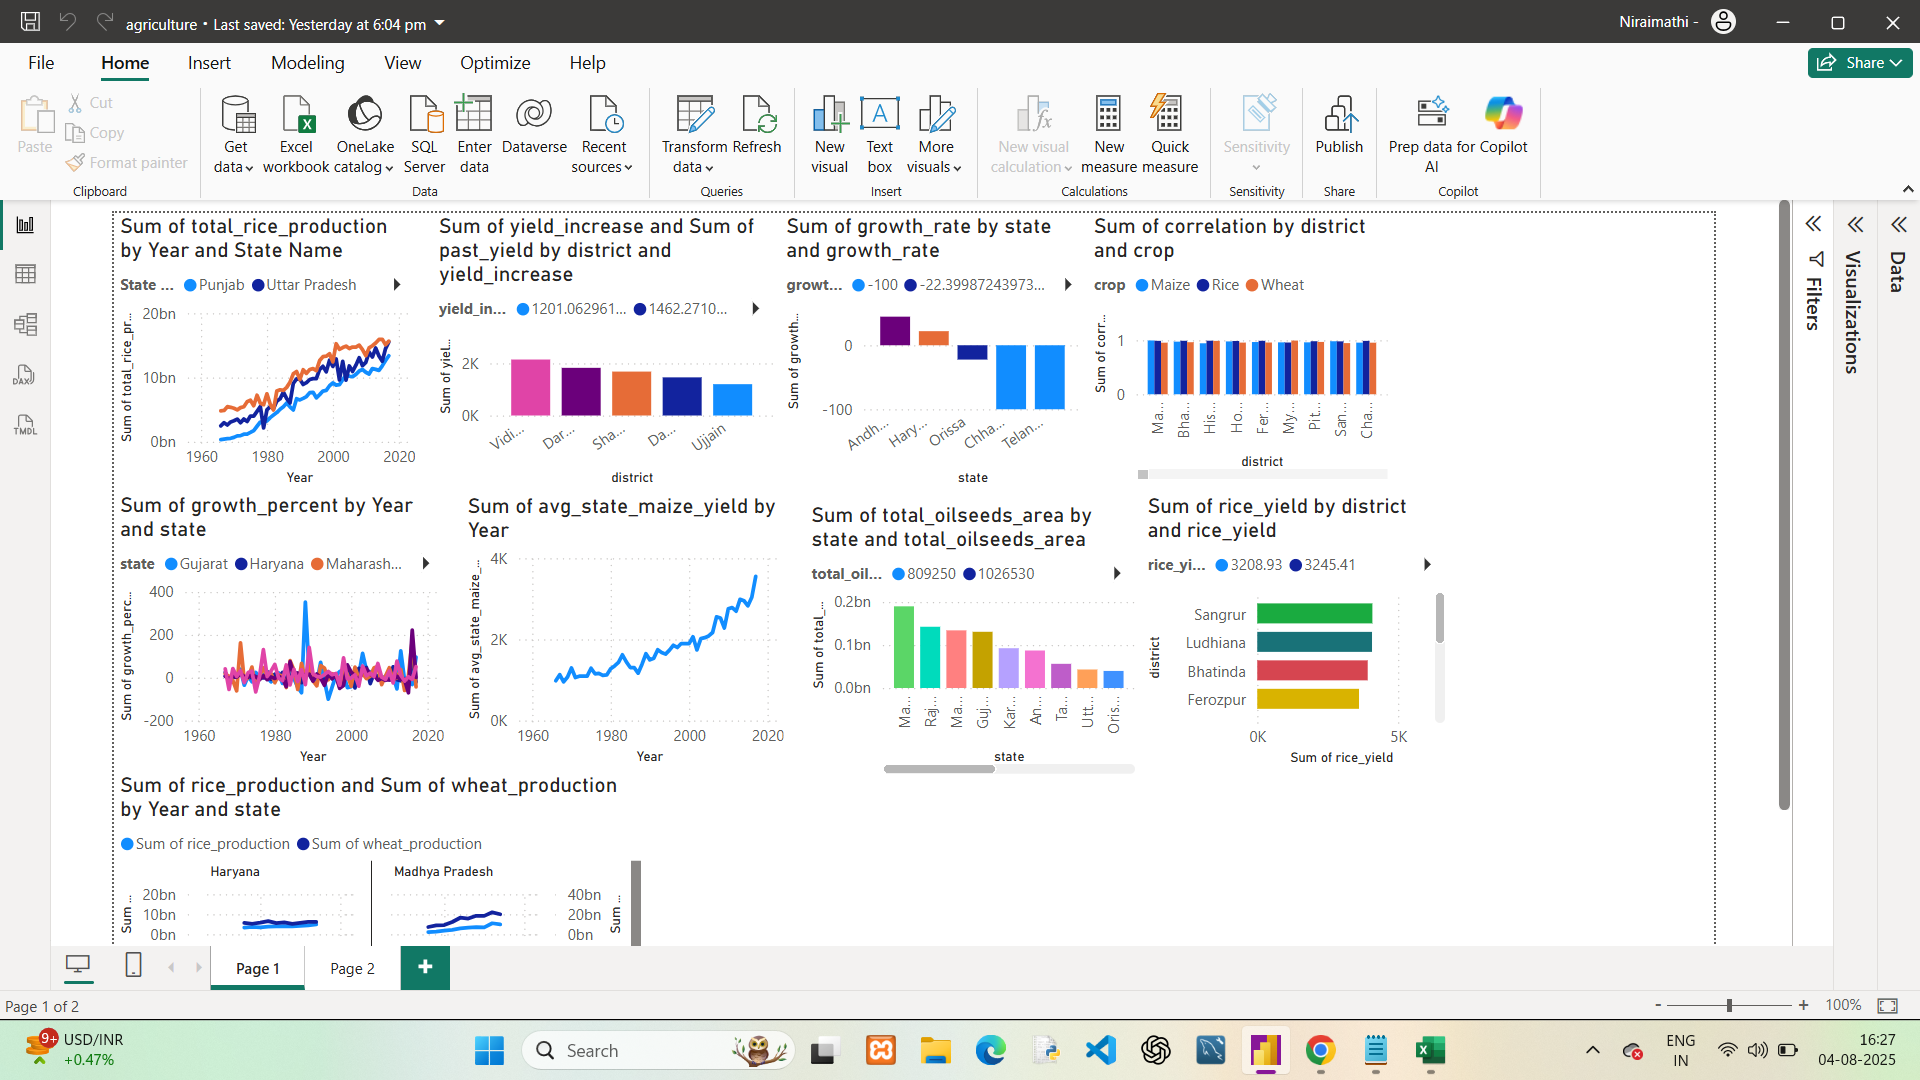 agriculture • Last saved: Yesterday at 6:04 pm
Niraimathi -
File
Home
Insert
Modeling
View
Optimize
Help
Share
Paste
Cut
Copy
Format painter
Clipboard
Get
data
Excel
workbook
OneLake
catalog
SQL
Server
Enter
data
Dataverse
Recent
sources
Data
Transform
data
Refresh
Queries
New
visual
Text
box
More
visuals
Insert
New visual
calculation
New
measure
Quick
measure
Calculations
Sensitivity
Sensitivity
Publish
Share
Prep data for
AI
Copilot
Copilot
Filters
Visualizations
Data
DAX
TMDL
Sum of total_rice_production
by Year and State Name
State ...
Punjab
Uttar Pradesh
Sum of total_rice_pr...
20bn
10bn
0bn
1960
1980
2000
2020
Year
Sum of yield_increase and Sum of
past_yield by district and
yield_increase
yield_in...
1201.062961...
1462.2710...
Sum of yiel...
2K
0K
Vidi...
Dar...
Sha...
Da...
Ujjain
district
Sum of growth_rate by state
and growth_rate
growt...
-100
-22.39987243973...
Sum of growth...
0
-100
Andh...
Hary...
Orissa
Chha...
Telan...
state
Sum of correlation by district
and crop
crop
Maize
Rice
Wheat
Sum of corr...
1
0
Ma...
Bha...
His...
Ho...
Fer...
My...
Pit...
San...
Cha...
district
Sum of growth_percent by Year
and state
state
Gujarat
Haryana
Maharash...
Sum of growth_perc...
400
200
0
-200
1960
1980
2000
2020
Year
Sum of avg_state_maize_yield by
Year
Sum of avg_state_maize_...
4K
2K
0K
1960
1980
2000
2020
Year
Sum of total_oilseeds_area by
state and total_oilseeds_area
total_oil...
809250
1026530
Sum of total_...
0.2bn
0.1bn
0.0bn
Ma...
Raj...
Ma...
Guj...
Kar...
An...
Ta...
Utt...
Oris...
state
Sum of rice_yield by district
and rice_yield
rice_yi...
3208.93
3245.41
district
Sangrur
Ludhiana
Bhatinda
Ferozpur
0K
5K
Sum of rice_yield
Sum of rice_production and Sum of wheat_production
by Year and state
Sum of rice_production
Sum of wheat_production
Haryana
Madhya Pradesh
Sum ...
20bn
10bn
0bn
40bn
20bn
0bn
Sum ...
Page 1
Page 2
+
Page 1 of 2
-
+
100%
9+
USD/INR
+0.47%
Search
ENG
IN
16:27
04-08-2025